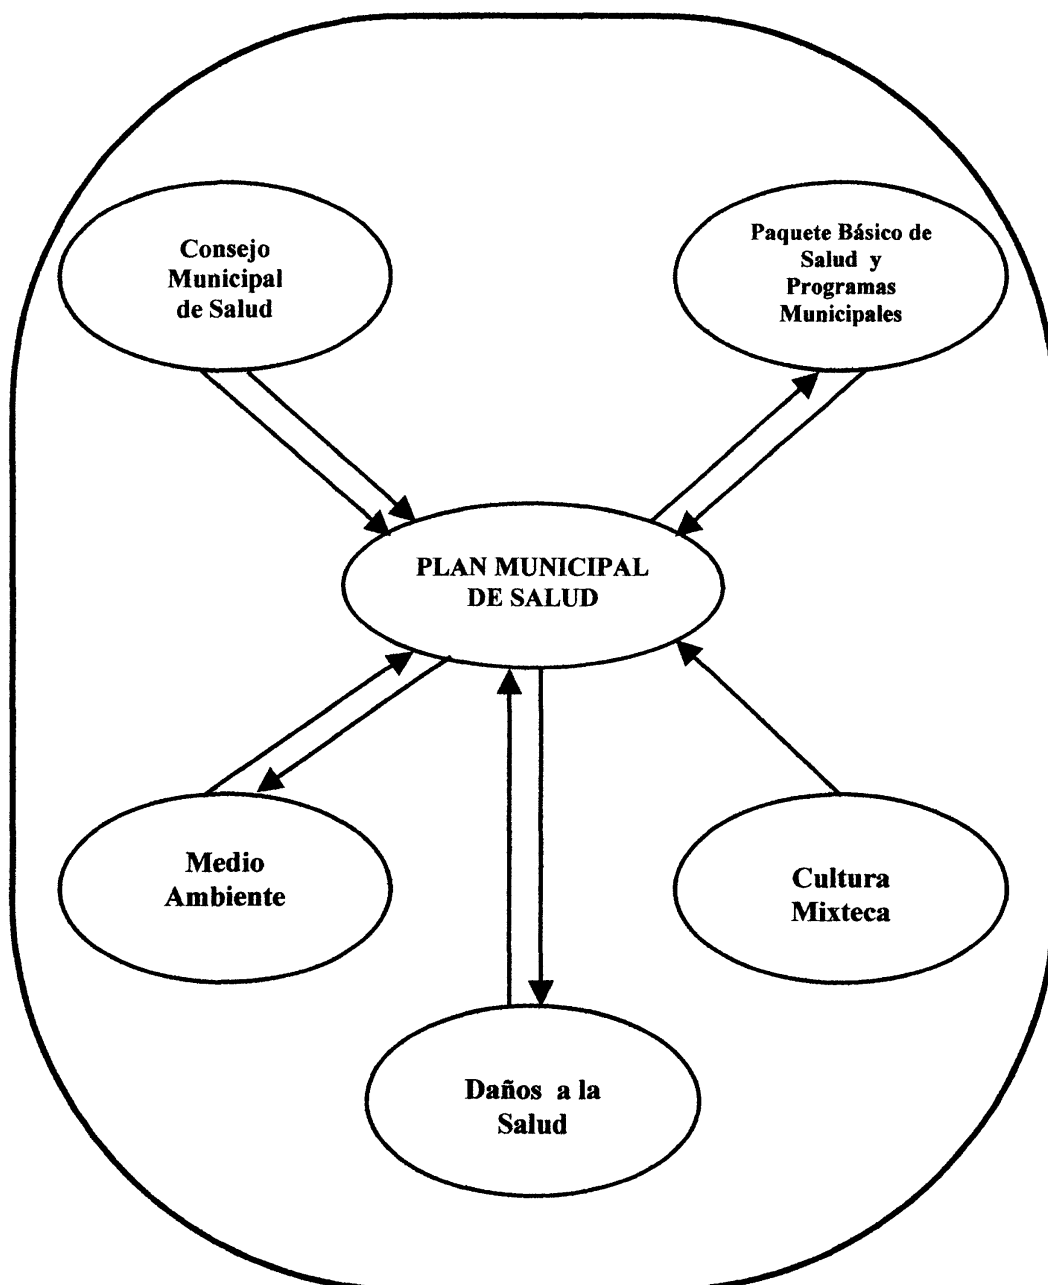 Consejo
Municipal
de Salud
Paquete Básico de
Salud y
Programas
Municipales
PLAN MUNICIPAL
DE SALUD
Medio
Ambiente
Cultura
Mixteca
Daños a la
Salud